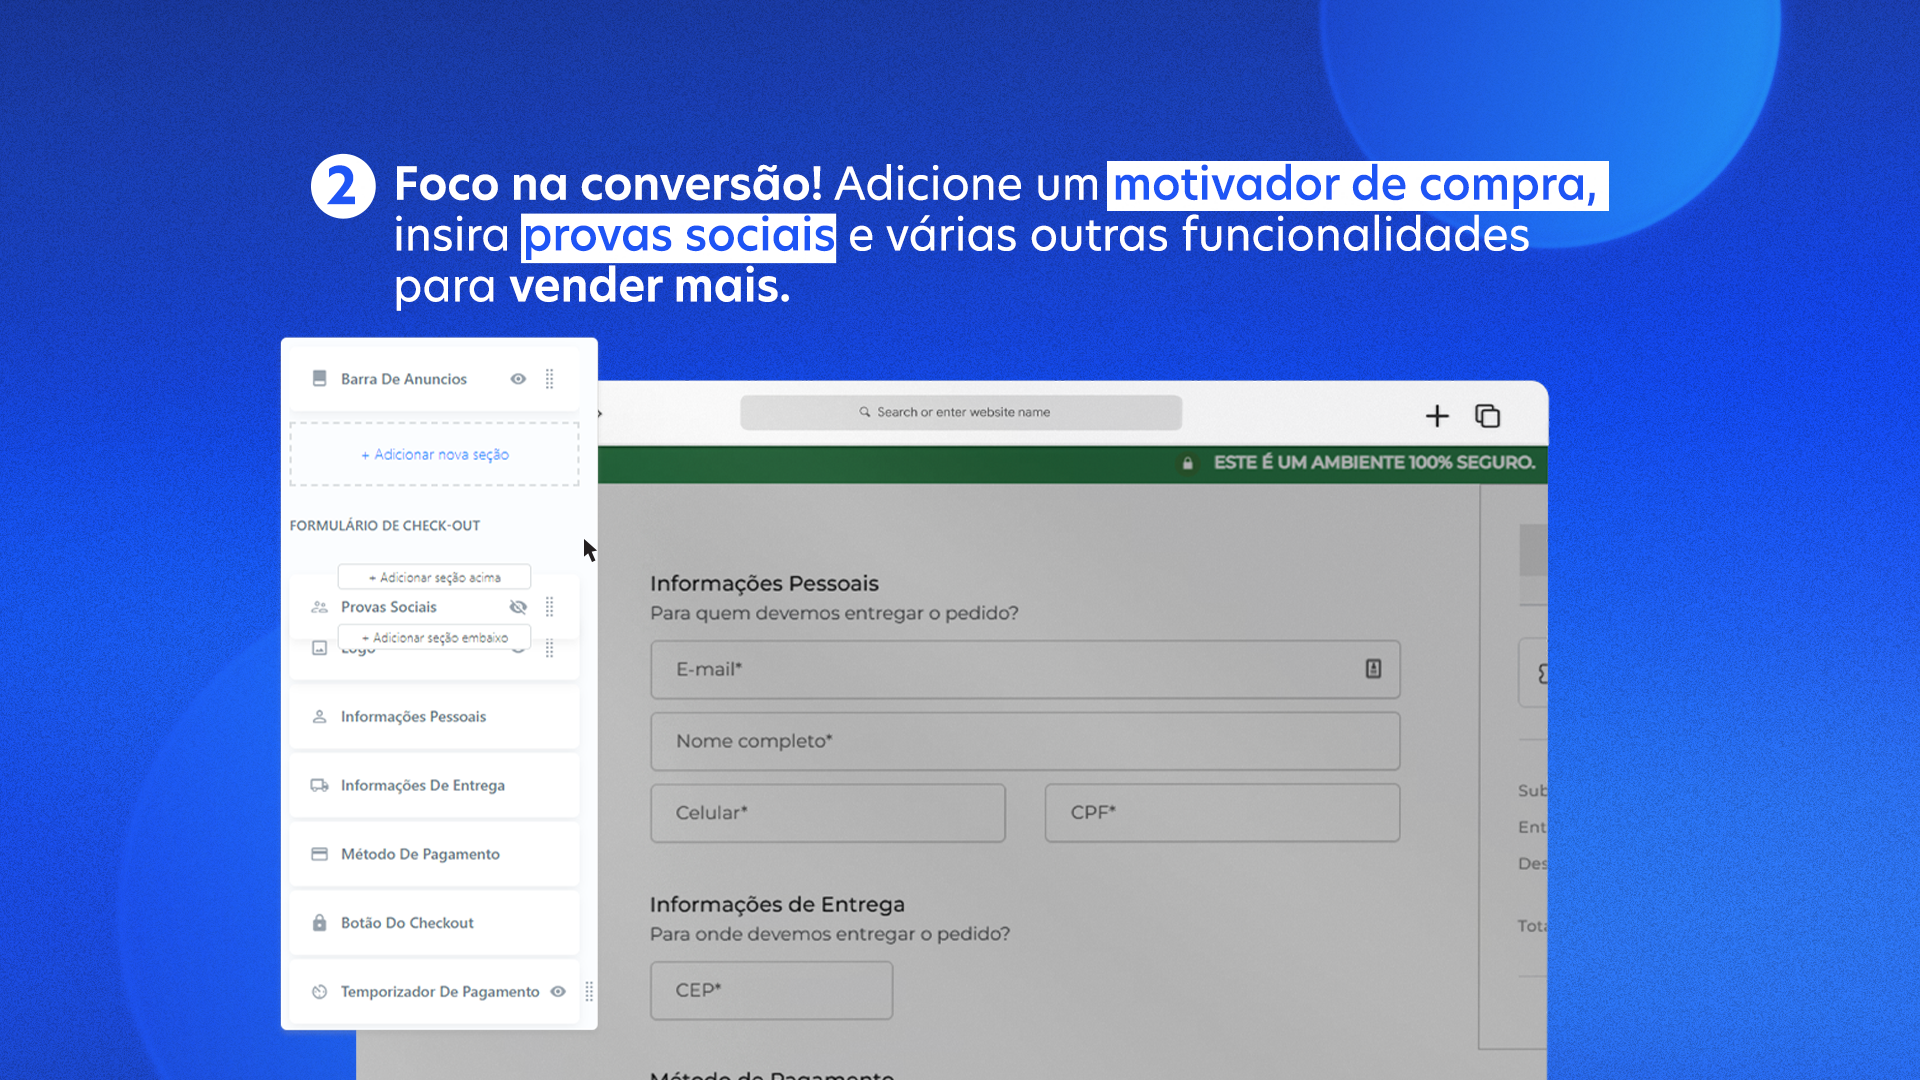 2 Foco na conversão! Adicione um motivador de compra,
insira provas sociais e várias outras funcionalidades
para vender mais.
Barra De Anuncios
+ Adicionar nova seção
FORMULÁRIO DE CHECK-OUT
+ Adicionar seção acima
Provas Sociais
+ Adicionar seção embaixo
Informações Pessoais
Informações De Entrega
Método De Pagamento
Botão Do Checkout
Temporizador De Pagamento
Search or enter website name
ESTE É UM AMBIENTE 100% SEGURO.
Informações Pessoais
Para quem devemos entregar o pedido?
E-mail*
Nome completo*
Celular*
CPF*
Informações de Entrega
Para onde devemos entregar o pedido?
CEP*
Método de Pagamento
Sub
Ent
Des
Tota